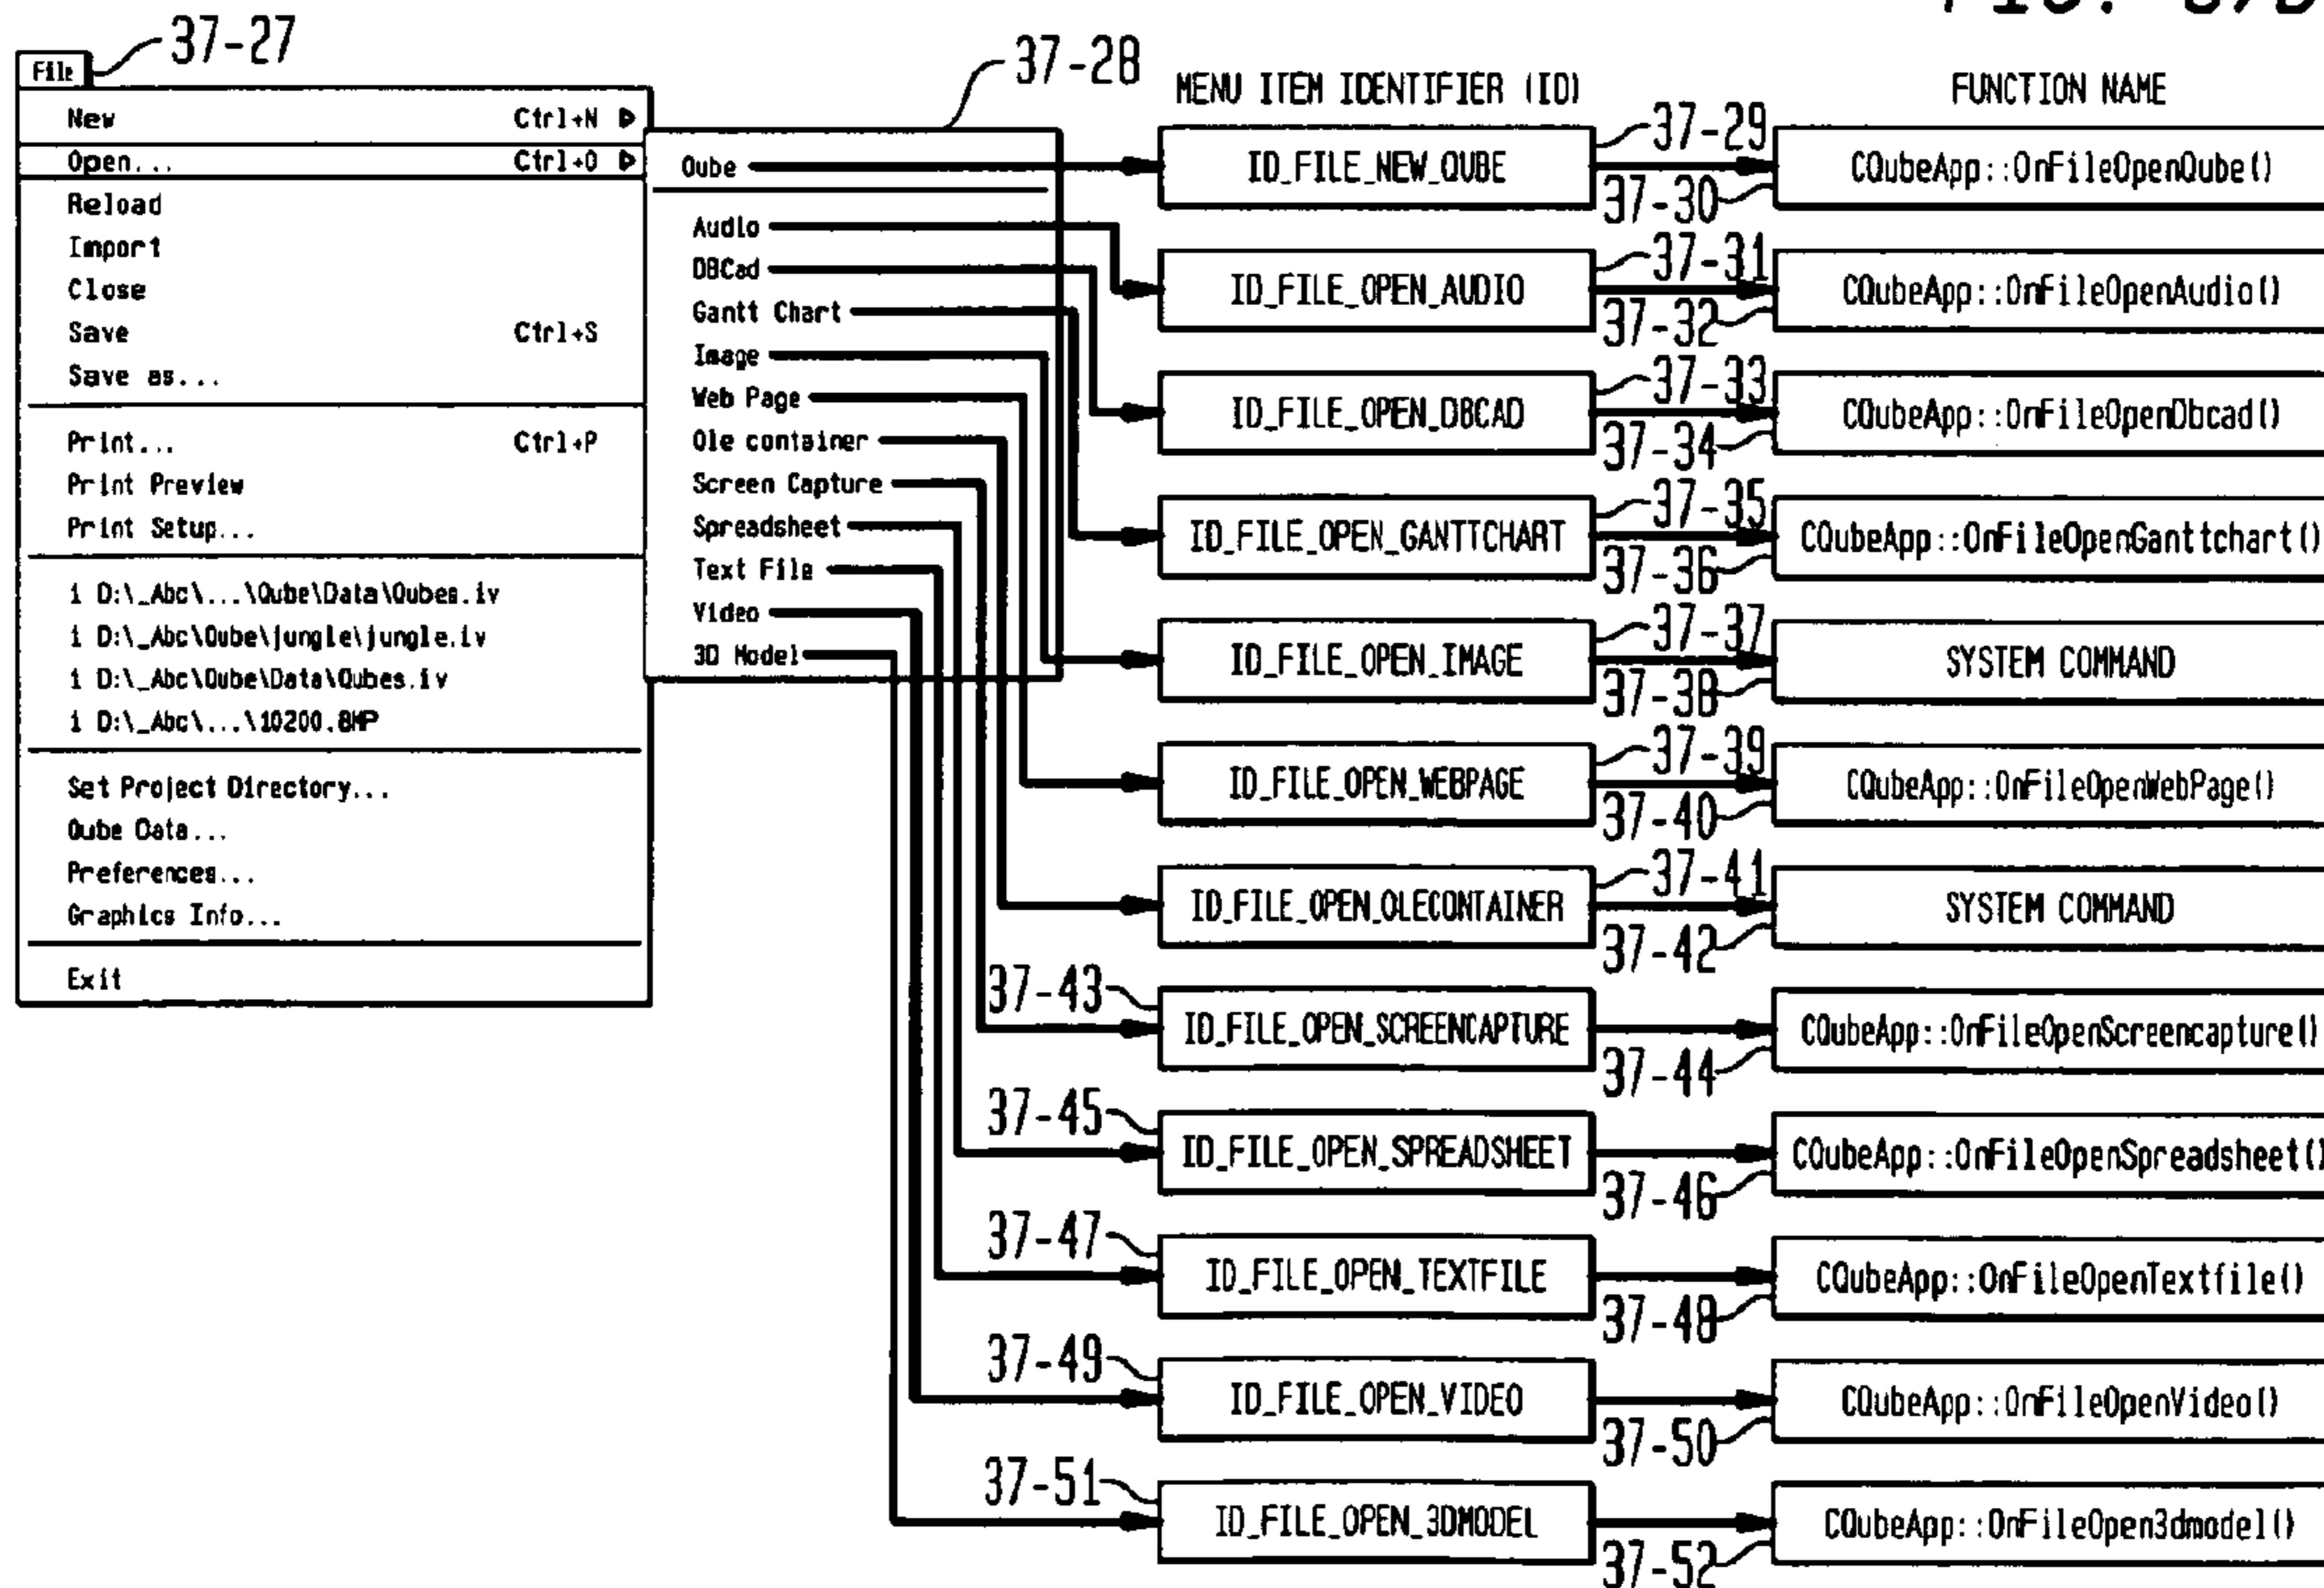 37-27
File
New Ctrl+N
Open... Ctrl+O
Reload
Import
Close
Save Ctrl+S
Save as...
Print... Ctrl+P
Print Preview
Print Setup...
1 D:\_Abc\...\Qube\Data\Qubes.iv
1 D:\_Abc\Qube\jungle\jungle.iv
1 D:\_Abc\Qube\Data\Qubes.iv
1 D:\_Abc\...\10200.BMP
Set Project Directory...
Qube Data...
Preferences...
Graphics Info...
Exit
37-28
Qube
Audio
DBCad
Gantt Chart
Image
Web Page
Ole container
Screen Capture
Spreadsheet
Text File
Video
3D Model
MENU ITEM IDENTIFIER (ID)
FUNCTION NAME
ID_FILE_NEW_QUBE
37-29
37-30
CQubeApp::OnFileOpenQube()
ID_FILE_OPEN_AUDIO
37-31
37-32
CQubeApp::OnFileOpenAudio()
ID_FILE_OPEN_DBCAD
37-33
37-34
CQubeApp::OnFileOpenDbcad()
ID_FILE_OPEN_GANTTCHART
37-35
37-36
CQubeApp::OnFileOpenGanttchart()
ID_FILE_OPEN_IMAGE
37-37
37-38
SYSTEM COMMAND
ID_FILE_OPEN_WEBPAGE
37-39
37-40
CQubeApp::OnFileOpenWebPage()
ID_FILE_OPEN_OLECONTAINER
37-41
37-42
SYSTEM COMMAND
37-43
ID_FILE_OPEN_SCREENCAPTURE
37-44
CQubeApp::OnFileOpenScreencapture()
37-45
ID_FILE_OPEN_SPREADSHEET
37-46
CQubeApp::OnFileOpenSpreadsheet()
37-47
ID_FILE_OPEN_TEXTFILE
37-48
CQubeApp::OnFileOpenTextfile()
37-49
ID_FILE_OPEN_VIDEO
37-50
CQubeApp::OnFileOpenVideo()
37-51
ID_FILE_OPEN_3DMODEL
37-52
CQubeApp::OnFileOpen3dmodel()